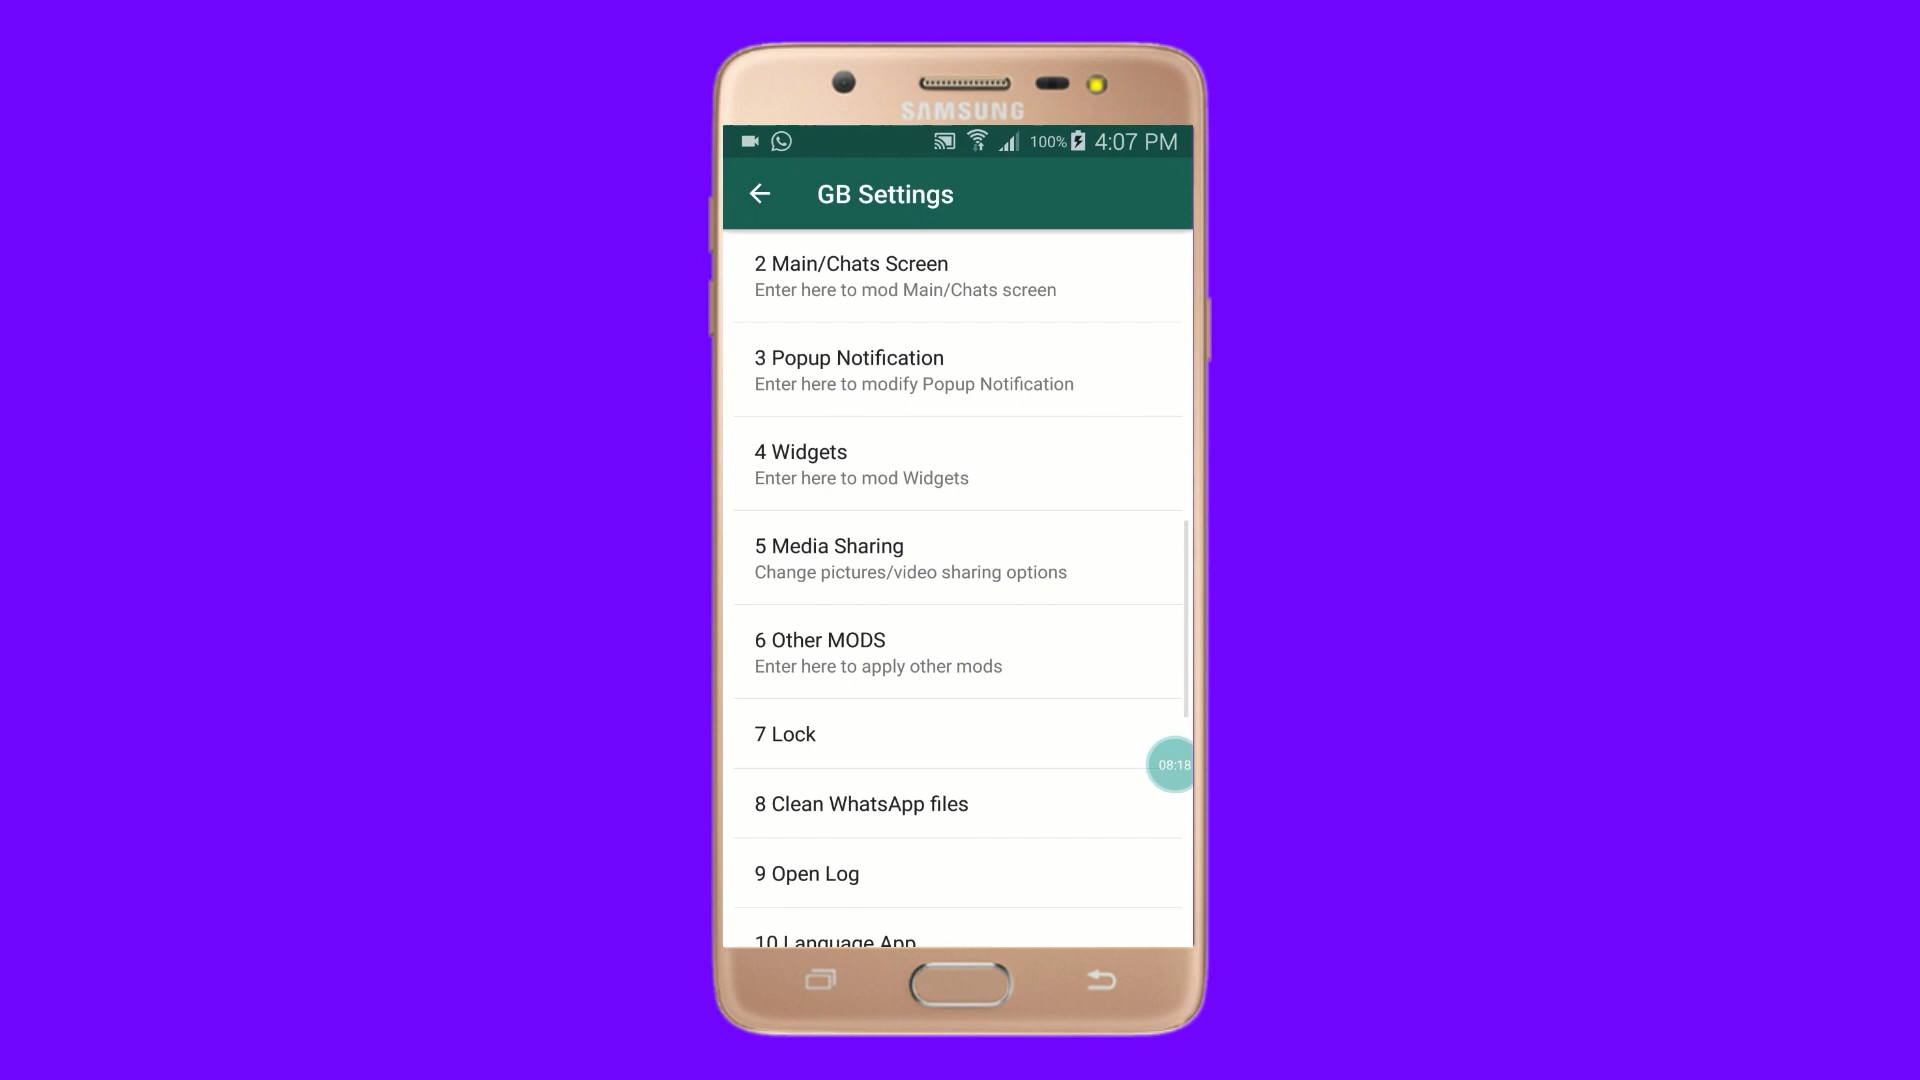 SAMSUNG
100% 4:07 PM
GB Settings
2 Main/Chats Screen
Enter here to mod Main/Chats screen
3 Popup Notification
Enter here to modify Popup Notification
4 Widgets
Enter here to mod Widgets
5 Media Sharing
Change pictures/video sharing options
6 Other MODS
Enter here to apply other mods
7 Lock
08:18
8 Clean WhatsApp files
9 Open Log
10 Language App